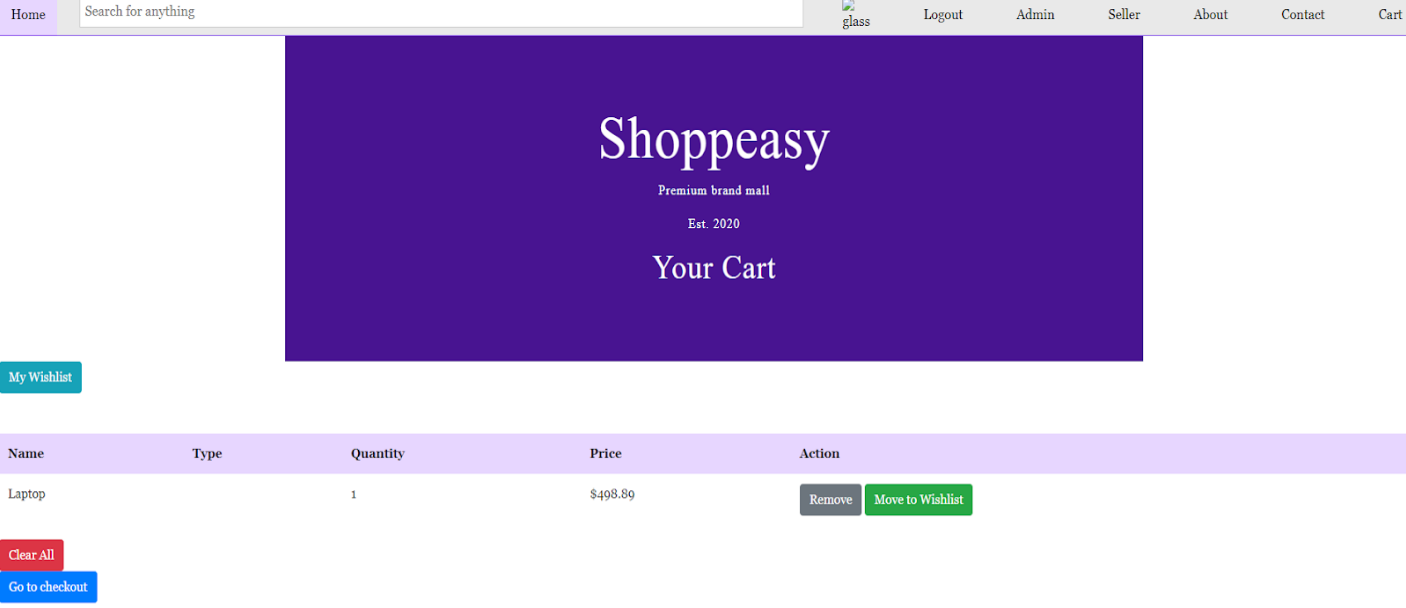 Home Search for anything glass Logout Admin Seller About Contact Cart
Shoppeasy
Premium brand mall
Est. 2020
Your Cart
My Wishlist
Name Type Quantity Price Action
Laptop 1 $498.89 Remove Move to Wishlist
Clear All
Go to checkout